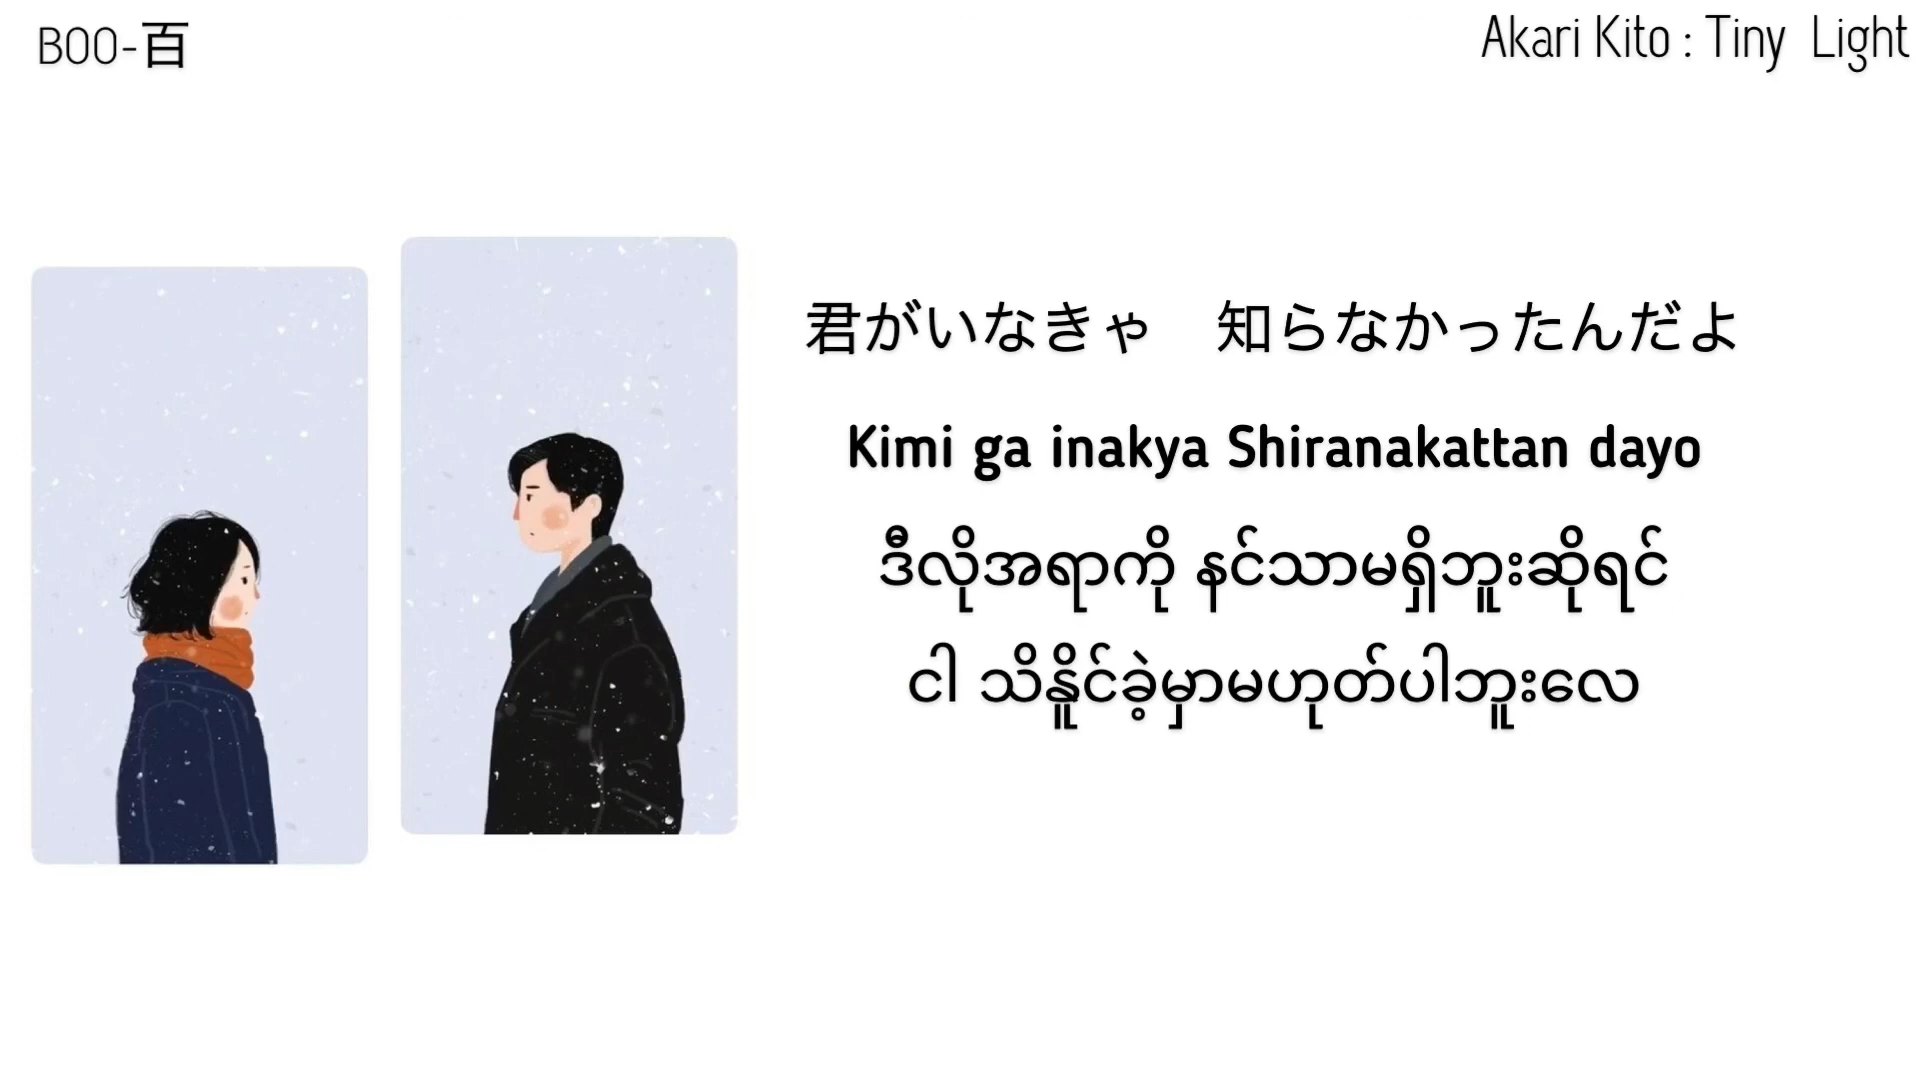 BOO-百
Akari Kito : Tiny Light
君がいなきゃ　知らなかったんだよ
Kimi ga inakya Shiranakattan dayo
ဒီလိုအရာကို နင်သာမရှိဘူးဆိုရင်
ငါ သိနိူင်ခဲ့မှာမဟုတ်ပါဘူးလေ